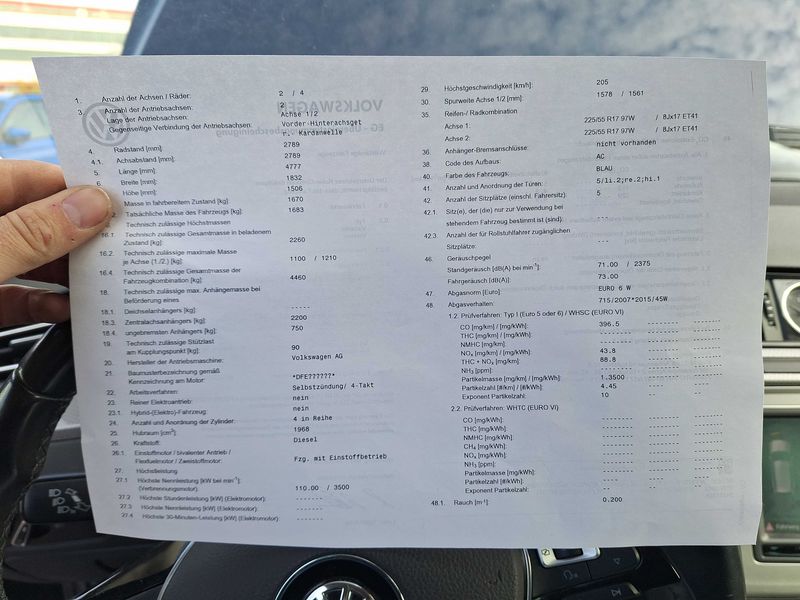 1. Anzahl der Achsen / Räder: 2 / 4
3. Anzahl der Antriebsachsen: 2
Lage der Antriebsachsen: Achse 1/2
Gegenseitige Verbindung der Antriebsachsen: Vorder-Hinterachsget
r. Kardanwelle
4. Radstand [mm]: 2789
4.1. Achsabstand [mm]: 2789
5. Länge [mm]: 4777
6. Breite [mm]: 1832
Höhe [mm]: 1506
Masse in fahrbereitem Zustand [kg] 1670
Tatsächliche Masse des Fahrzeugs [kg] 1683
Technisch zulässige Höchstmassen
16.1. Technisch zulässige Gesamtmasse in beladenem
Zustand [kg]: 2260
16.2. Technisch zulässige maximale Masse
je Achse (1./2.) [kg]: 1100 / 1210
16.4. Technisch zulässige Gesamtmasse der
Fahrzeugkombination [kg]: 4460
18. Technisch zulässige max. Anhängemasse bei
Beförderung eines
18.1. Deichselanhängers [kg]: -----
18.3. Zentralachsanhängers [kg]: 2200
18.4. ungebremsten Anhängers [kg]: 750
19. Technisch zulässige Stützlast
am Kupplungspunkt [kg]: 90
20. Hersteller der Antriebsmaschine: Volkswagen AG
21. Baumusterbezeichnung gemäß
Kennzeichnung am Motor: *DFE??????*
22. Arbeitsverfahren: Selbstzündung/ 4-Takt
23. Reiner Elektroantrieb: nein
23.1. Hybrid-(Elektro)-Fahrzeug: nein
24. Anzahl und Anordnung der Zylinder: 4 in Reihe
25. Hubraum [cm³]: 1968
26. Kraftstoff: Diesel
26.1 Einstoffmotor / bivalenter Antrieb /
Flexfuelmotor / Zweistoffmotor: Fzg. mit Einstoffbetrieb
27. Höchstleistung
27.1 Höchste Nennleistung [kW bei min⁻¹]:
(Verbrennungsmotor): 110.00 / 3500
27.2 Höchste Stundenleistung [kW] (Elektromotor): -------
27.3 Höchste Nennleistung [kW] (Elektromotor): -------
27.4 Höchste 30-Minuten-Leistung [kW] (Elektromotor): -------
29. Höchstgeschwindigkeit [km/h]: 205
30. Spurweite Achse 1/2 [mm]: 1578 / 1561
35. Reifen-/ Radkombination
Achse 1: 225/55 R17 97W / 8Jx17 ET41
Achse 2: 225/55 R17 97W / 8Jx17 ET41
36. Anhänger-Bremsanschlüsse: nicht vorhanden
38. Code des Aufbaus: AC
40. Farbe des Fahrzeugs: BLAU
41. Anzahl und Anordnung der Türen: 5/li.2;re.2;hi.1
42. Anzahl der Sitzplätze (einschl. Fahrersitz): 5
42.1. Sitz(e), der (die) nur zur Verwendung bei
stehendem Fahrzeug bestimmt ist (sind): ---
42.3. Anzahl der für Rollstuhlfahrer zugänglichen
Sitzplätze: ---
46. Geräuschpegel
Standgeräusch [dB(A) bei min⁻¹]: 71.00 / 2375
Fahrgeräusch [dB(A)]: 73.00
47. Abgasnorm [Euro]: EURO 6 W
48. Abgasverhalten: 715/2007*2015/45W
1.2. Prüfverfahren: Typ I (Euro 5 oder 6) / WHSC (EURO VI)
CO [mg/km] / [mg/kWh]: 396.5
THC [mg/km] / [mg/kWh]:
NMHC [mg/km]:
NOₓ [mg/km] / [mg/kWh]: 43.8
THC + NOₓ [mg/km]: 88.8
NH₃ [ppm]:
Partikelmasse [mg/km] / [mg/kWh]: 1.3500
Partikelzahl [#/km] / [#/kWh]: 4.45
Exponent Partikelzahl: 10
2.2. Prüfverfahren: WHTC (EURO VI)
CO [mg/kWh]:
THC [mg/kWh]:
NMHC [mg/kWh]:
CH₄ [mg/kWh]:
NOₓ [mg/kWh]:
NH₃ [ppm]:
Partikelmasse [mg/kWh]:
Partikelzahl [#/kWh]:
Exponent Partikelzahl:
48.1. Rauch [m⁻¹]: 0.200